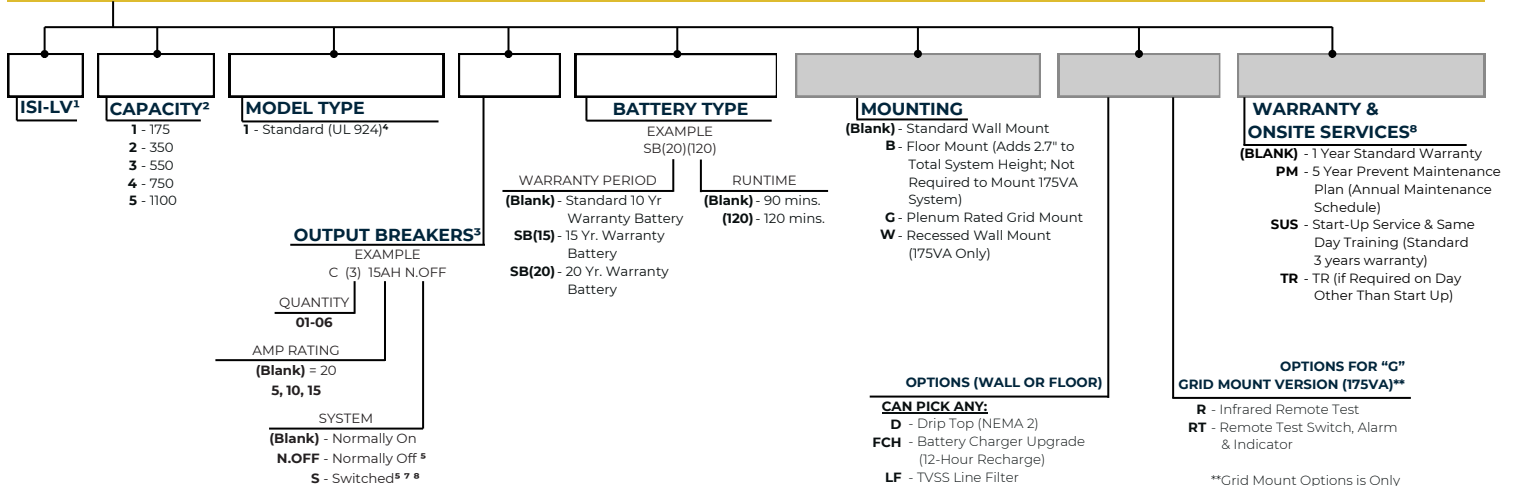 ISI-LV¹
CAPACITY²
1 - 175
2 - 350
3 - 550
4 - 750
5 - 1100
MODEL TYPE
1 - Standard (UL 924)⁴
OUTPUT BREAKERS³
EXAMPLE
C (3) 15AH N.OFF
QUANTITY
01-06
AMP RATING
(Blank) = 20
5, 10, 15
SYSTEM
(Blank) - Normally On
N.OFF - Normally Off ⁵
S - Switched⁵ ⁷ ⁸
BATTERY TYPE
EXAMPLE
SB(20)(120)
WARRANTY PERIOD
(Blank) - Standard 10 Yr
Warranty Battery
SB(15) - 15 Yr. Warranty
Battery
SB(20) - 20 Yr. Warranty
Battery
RUNTIME
(Blank) - 90 mins.
(120) - 120 mins.
MOUNTING
(Blank) - Standard Wall Mount
B - Floor Mount (Adds 2.7" to
Total System Height; Not
Required to Mount 175VA
System)
G - Plenum Rated Grid Mount
W - Recessed Wall Mount
(175VA Only)
OPTIONS (WALL OR FLOOR)
CAN PICK ANY:
D - Drip Top (NEMA 2)
FCH - Battery Charger Upgrade
(12-Hour Recharge)
LF - TVSS Line Filter
OPTIONS FOR “G”
GRID MOUNT VERSION (175VA)**
R - Infrared Remote Test
RT - Remote Test Switch, Alarm
& Indicator
**Grid Mount Options is Only
WARRANTY &
ONSITE SERVICES⁸
(BLANK) - 1 Year Standard Warranty
PM - 5 Year Prevent Maintenance
Plan (Annual Maintenance
Schedule)
SUS - Start-Up Service & Same
Day Training (Standard
3 years warranty)
TR - TR (if Required on Day
Other Than Start Up)